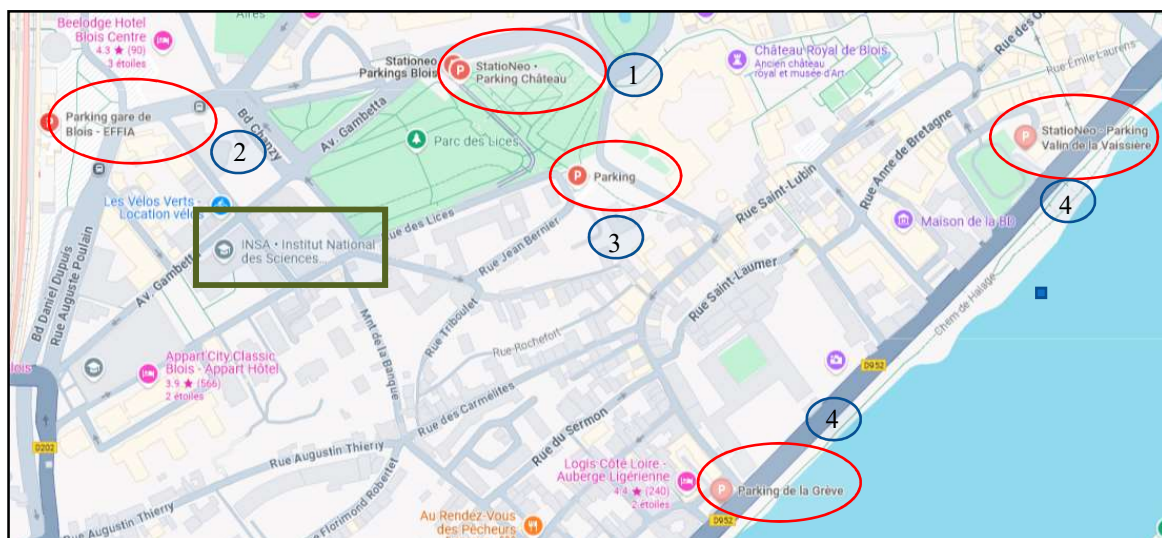 Beelodge Hotel
Blois Centre
4.3 ★ (90)
3 étoiles
Aires
Stationeo
Parkings Blois
StatioNeo •
Parking Château
1
Château Royal de Blois
Ancien château
royal et musée d'Art
Rue des
Rue Émile Laurens
Parking gare de
Blois - EFFIA
2
Bd Chanzy
Av. Gambetta
Parc des Lices
Parking
3
StatioNeo - Parking
Valin de la Vaissière
4
Rue Anne de Bretagne
Rue Saint-Lubin
Maison de la BD
Les Vélos Verts -
Location vélos
INSA • Institut National
des Sciences...
Rue des Lices
Rue Jean Bernier
Rue Saint-Laumer
Chem de Halage
Av. Gambetta
Bd Daniel Dupuis
Rue Auguste Poulain
Rue Triboulet
Mnt de la Banque
Rue Rochefort
lois
Appart'City Classic
Blois - Appart Hôtel
3.9 ★ (566)
2 étoiles
D952
Rue des Carmélites
4
D202
Rue Augustin Thierry
Rue du Sermon
Rue Florimond Robertet
Logis Côté Loire -
Auberge Ligérienne
4.4 ★ (240)
2 étoiles
Parking de la Grève
D952
Rue Augustin Thierry
Au Rendez-Vous
des Pêcheurs